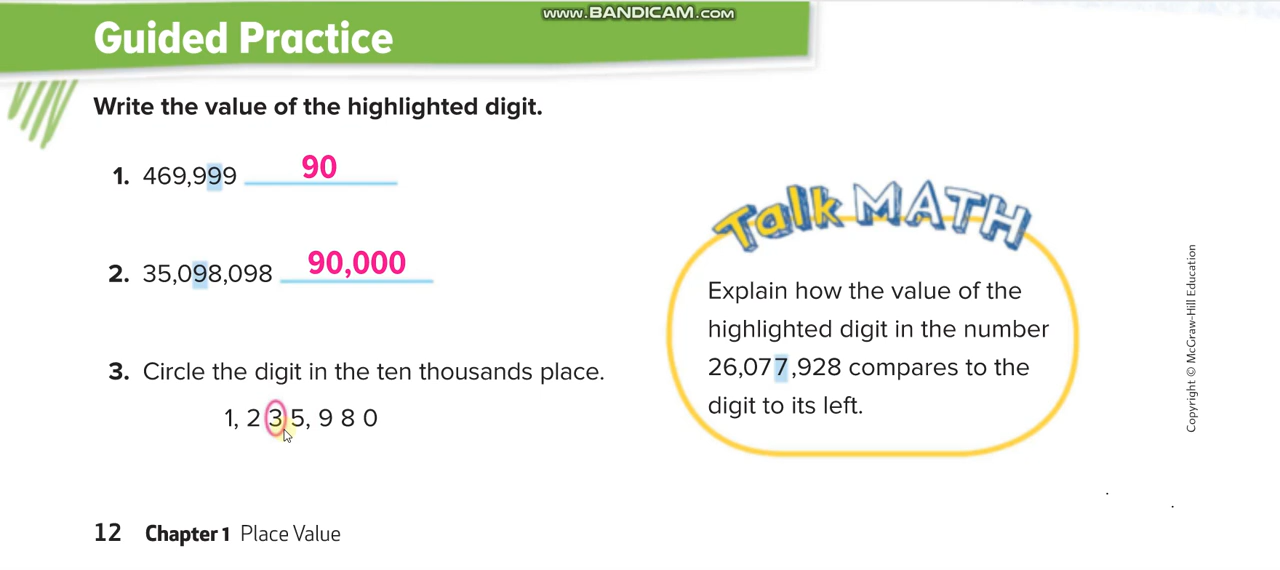 www.BANDICAM.com
Guided Practice
Write the value of the highlighted digit.
1. 469,999 90
2. 35,098,098 90,000
3. Circle the digit in the ten thousands place.
1, 2 3 5, 9 8 0
Talk MATH
Explain how the value of the
highlighted digit in the number
26,077,928 compares to the
digit to its left.
Copyright © McGraw-Hill Education
12 Chapter 1 Place Value